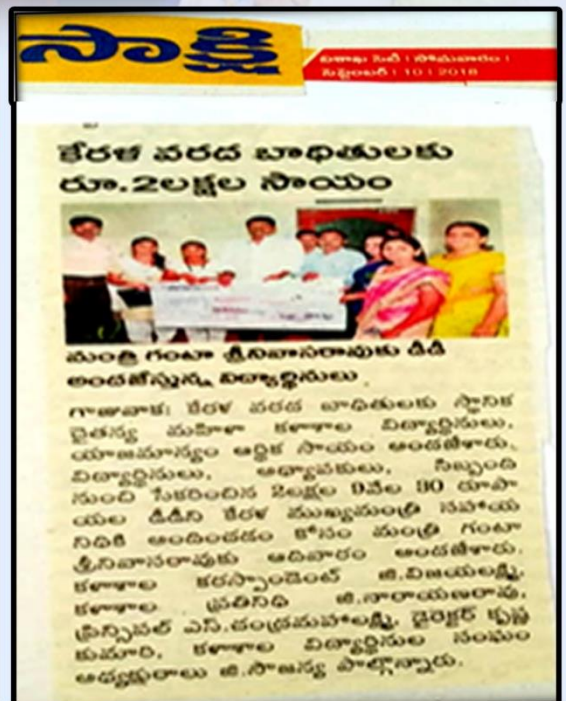 సాక్షి
విశాఖ సిటీ | సోమవారం |
సెప్టెంబర్ | 10 | 2018
కేరళ వరద బాధితులకు
రూ.2లక్షల సాయం
మంత్రి గంటా శ్రీనివాసరావుకు డీడీ
అందజేస్తున్న విద్యార్థినులు
గాజువాక: కేరళ వరద బాధితులకు స్థానిక
చైతన్య మహిళా కళాశాల విద్యార్థినులు,
యాజమాన్యం ఆర్థిక సాయం అందజేశారు.
విద్యార్థినులు, అధ్యాపకులు, సిబ్బంది
నుంచి సేకరించిన 2లక్షల 9వేల 30 రూపా
యల డీడీని కేరళ ముఖ్యమంత్రి సహాయ
నిధికి అందించడం కోసం మంత్రి గంటా
శ్రీనివాసరావుకు ఆదివారం అందజేశారు.
కళాశాల కరస్పాండెంట్ జి.విజయలక్ష్మి,
కళాశాల ప్రతినిధి జి.నారాయణరావు,
ప్రిన్సిపల్ ఎస్.చంద్రమహాలక్ష్మి, డైరెక్టర్ కృష్ణ
కుమారి, కళాశాల విద్యార్థినుల సంఘం
అధ్యక్షురాలు జి.సౌజన్య పాల్గొన్నారు.